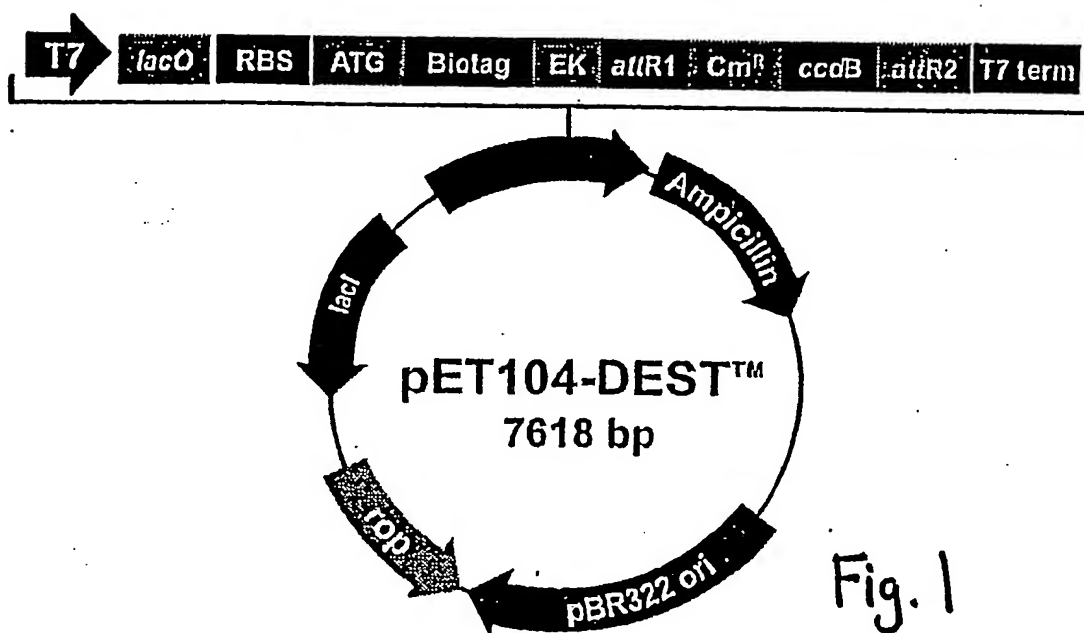 T7 lacO RBS ATG Biotag EK attR1 CmR ccdB attR2 T7 term
Ampicillin
lacI
pET104-DEST™
7618 bp
rop
pBR322 ori
Fig. 1